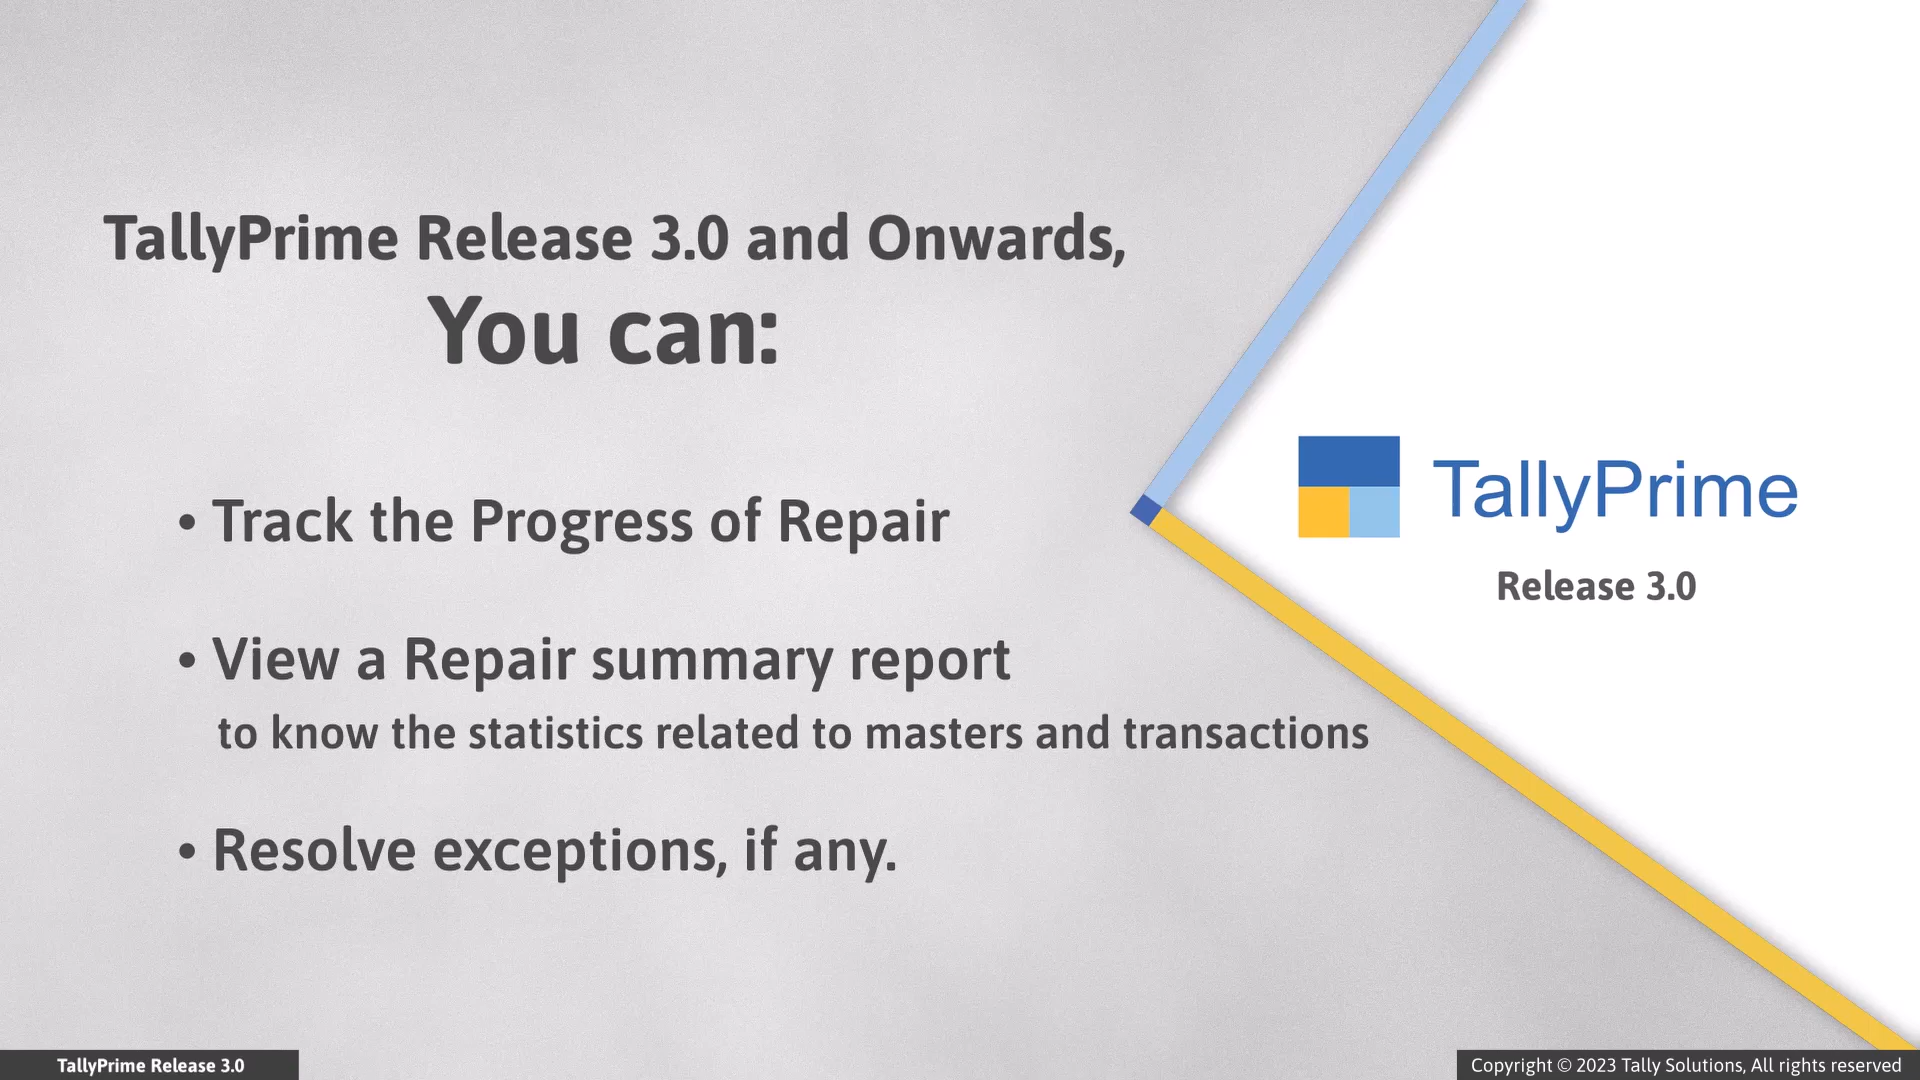 TallyPrime Release 3.0 and Onwards,
You can:
• Track the Progress of Repair
• View a Repair summary report
to know the statistics related to masters and transactions
• Resolve exceptions, if any.
TallyPrime
Release 3.0
TallyPrime Release 3.0
Copyright © 2023 Tally Solutions, All rights reserved